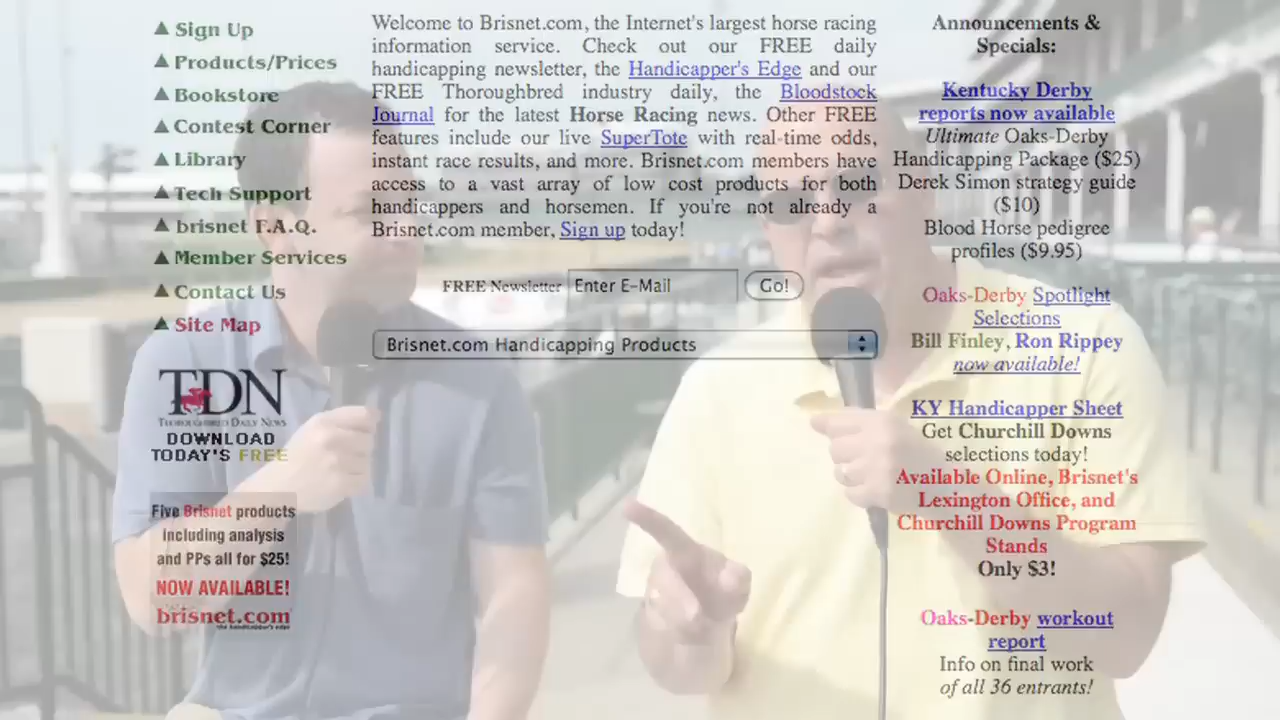 Sign Up
Products/Prices
Bookstore
Contest Corner
Library
Tech Support
brisnet F.A.Q.
Member Services
Contact Us
Site Map
TDN
THOROUGHBRED DAILY NEWS
DOWNLOAD
TODAY'S FREE
Five Brisnet products
including analysis
and PPs all for $25!
NOW AVAILABLE!
brisnet.com
the handicapper's edge
Welcome to Brisnet.com, the Internet's largest horse racing
information service. Check out our FREE daily
handicapping newsletter, the Handicapper's Edge and our
FREE Thoroughbred industry daily, the Bloodstock
Journal for the latest Horse Racing news. Other FREE
features include our live SuperTote with real-time odds,
instant race results, and more. Brisnet.com members have
access to a vast array of low cost products for both
handicappers and horsemen. If you're not already a
Brisnet.com member, Sign up today!
FREE Newsletter Enter E-Mail Go!
Brisnet.com Handicapping Products
Announcements &
Specials:
Kentucky Derby
reports now available
Ultimate Oaks-Derby
Handicapping Package ($25)
Derek Simon strategy guide
($10)
Blood Horse pedigree
profiles ($9.95)
Oaks-Derby Spotlight
Selections
Bill Finley, Ron Rippey
now available!
KY Handicapper Sheet
Get Churchill Downs
selections today!
Available Online, Brisnet's
Lexington Office, and
Churchill Downs Program
Stands
Only $3!
Oaks-Derby workout
report
Info on final work
of all 36 entrants!